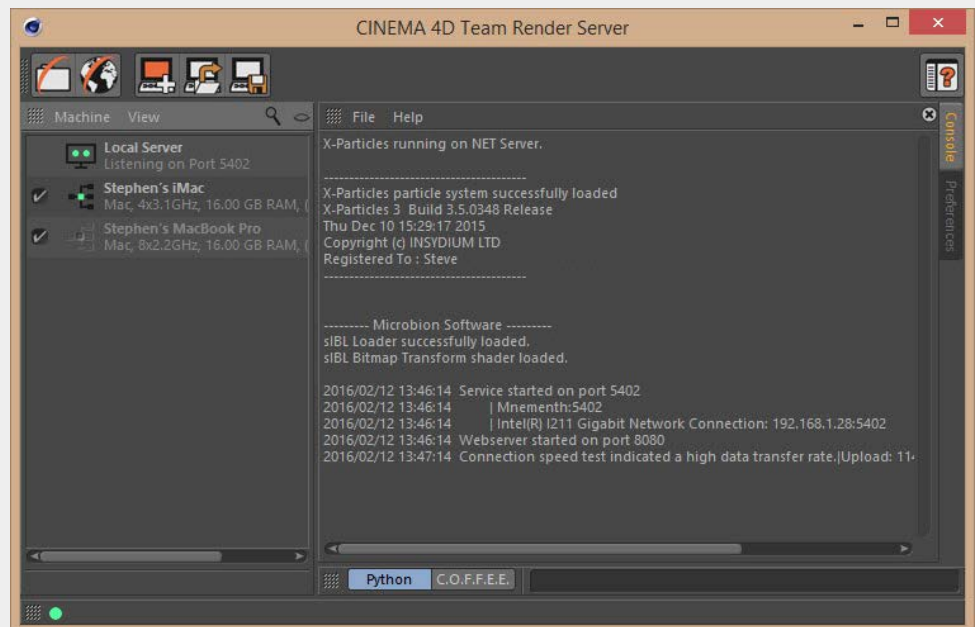 CINEMA 4D Team Render Server
Machine View
Local Server
Listening on Port 5402
Stephen's iMac
Mac, 4x3.1GHz, 16.00 GB RAM, (
Stephen's MacBook Pro
Mac, 8x2.2GHz, 16.00 GB RAM, (
File Help
X-Particles running on NET Server.
----------------------------------------
X-Particles particle system successfully loaded
X-Particles 3 Build 3.5.0348 Release
Thu Dec 10 15:29:17 2015
Copyright (c) INSYDIUM LTD
Registered To : Steve
----------------------------------------
--------- Microbion Software ---------
sIBL Loader successfully loaded.
sIBL Bitmap Transform shader loaded.
2016/02/12 13:46:14 Service started on port 5402
2016/02/12 13:46:14 | Mnementh:5402
2016/02/12 13:46:14 | Intel(R) I211 Gigabit Network Connection: 192.168.1.28:5402
2016/02/12 13:46:14 Webserver started on port 8080
2016/02/12 13:47:14 Connection speed test indicated a high data transfer rate.|Upload: 114
Console
Preferences
Python C.O.F.F.E.E.